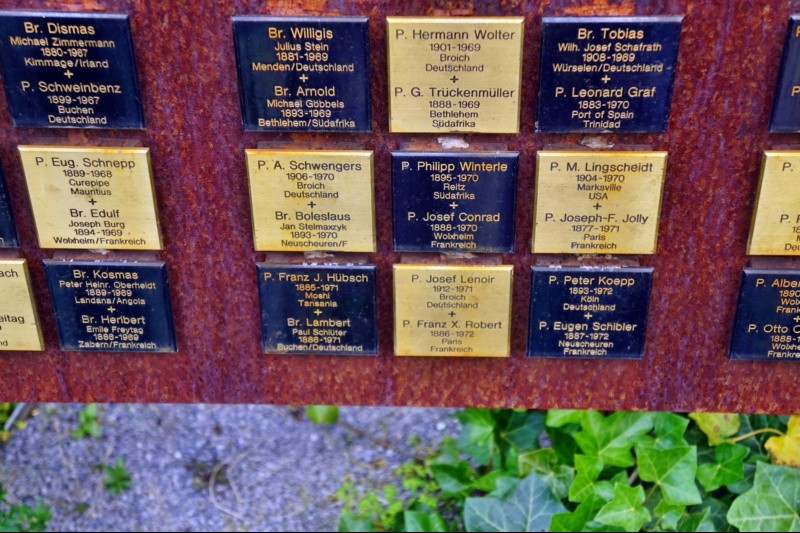 Br. Dismas
Michael Zimmermann
1880-1967
Kimmage/Irland
+
P. Schweinbenz
1899-1967
Buchen
Deutschland
Br. Willigis
Julius Stein
1881-1969
Menden/Deutschland
+
Br. Arnold
Michael Göbbels
1893-1969
Bethlehem/Südafrika
P. Hermann Wolter
1901-1969
Broich
Deutschland
+
P. G. Trückenmüller
1888-1969
Bethlehem
Südafrika
Br. Tobias
Wilh. Josef Schafrath
1908-1969
Würselen/Deutschland
+
P. Leonard Graf
1883-1970
Port of Spain
Trinidad
P. Eug. Schnepp
1889-1968
Curepipe
Mauritius
+
Br. Edulf
Joseph Burg
1894-1969
Wolxheim/Frankreich
P. A. Schwengers
1906-1970
Broich
Deutschland
+
Br. Boleslaus
Jan Stelmaxzyk
1893-1970
Neuscheuren/F
P. Philipp Winterle
1895-1970
Reitz
Südafrika
+
P. Josef Conrad
1888-1970
Wolxheim
Frankreich
P. M. Lingscheidt
1904-1970
Marksville
USA
+
P. Joseph-F. Jolly
1877-1971
Paris
Frankreich
Br. Kosmas
Peter Heinr. Oberheidt
1889-1969
Landana/Angola
+
Br. Heribert
Emile Freytag
1886-1969
Zabern/Frankreich
P. Franz J. Hübsch
1885-1971
Moshi
Tansania
+
Br. Lambert
Paul Schlüter
1886-1971
Buchen/Deutschland
P. Josef Lenoir
1912-1971
Broich
Deutschland
+
P. Franz X. Robert
1886-1972
Paris
Frankreich
P. Peter Koepp
1893-1972
Köln
Deutschland
+
P. Eugen Schibler
1887-1972
Neuscheuren
Frankreich
P. Alber
+
P. Otto